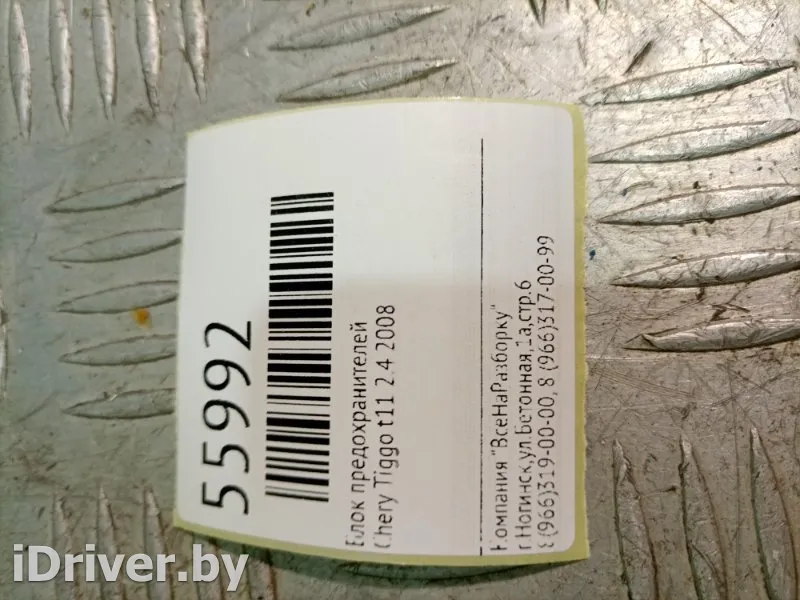 55992
Блок предохранителей
Chery Tiggo t11 2.4 2008
Компания "ВсеНаРазборку"
г.Ногинск,ул.Бетонная,1а,стр.6
8 (966)319-00-00, 8 (966)317-00-99
iDriver.by